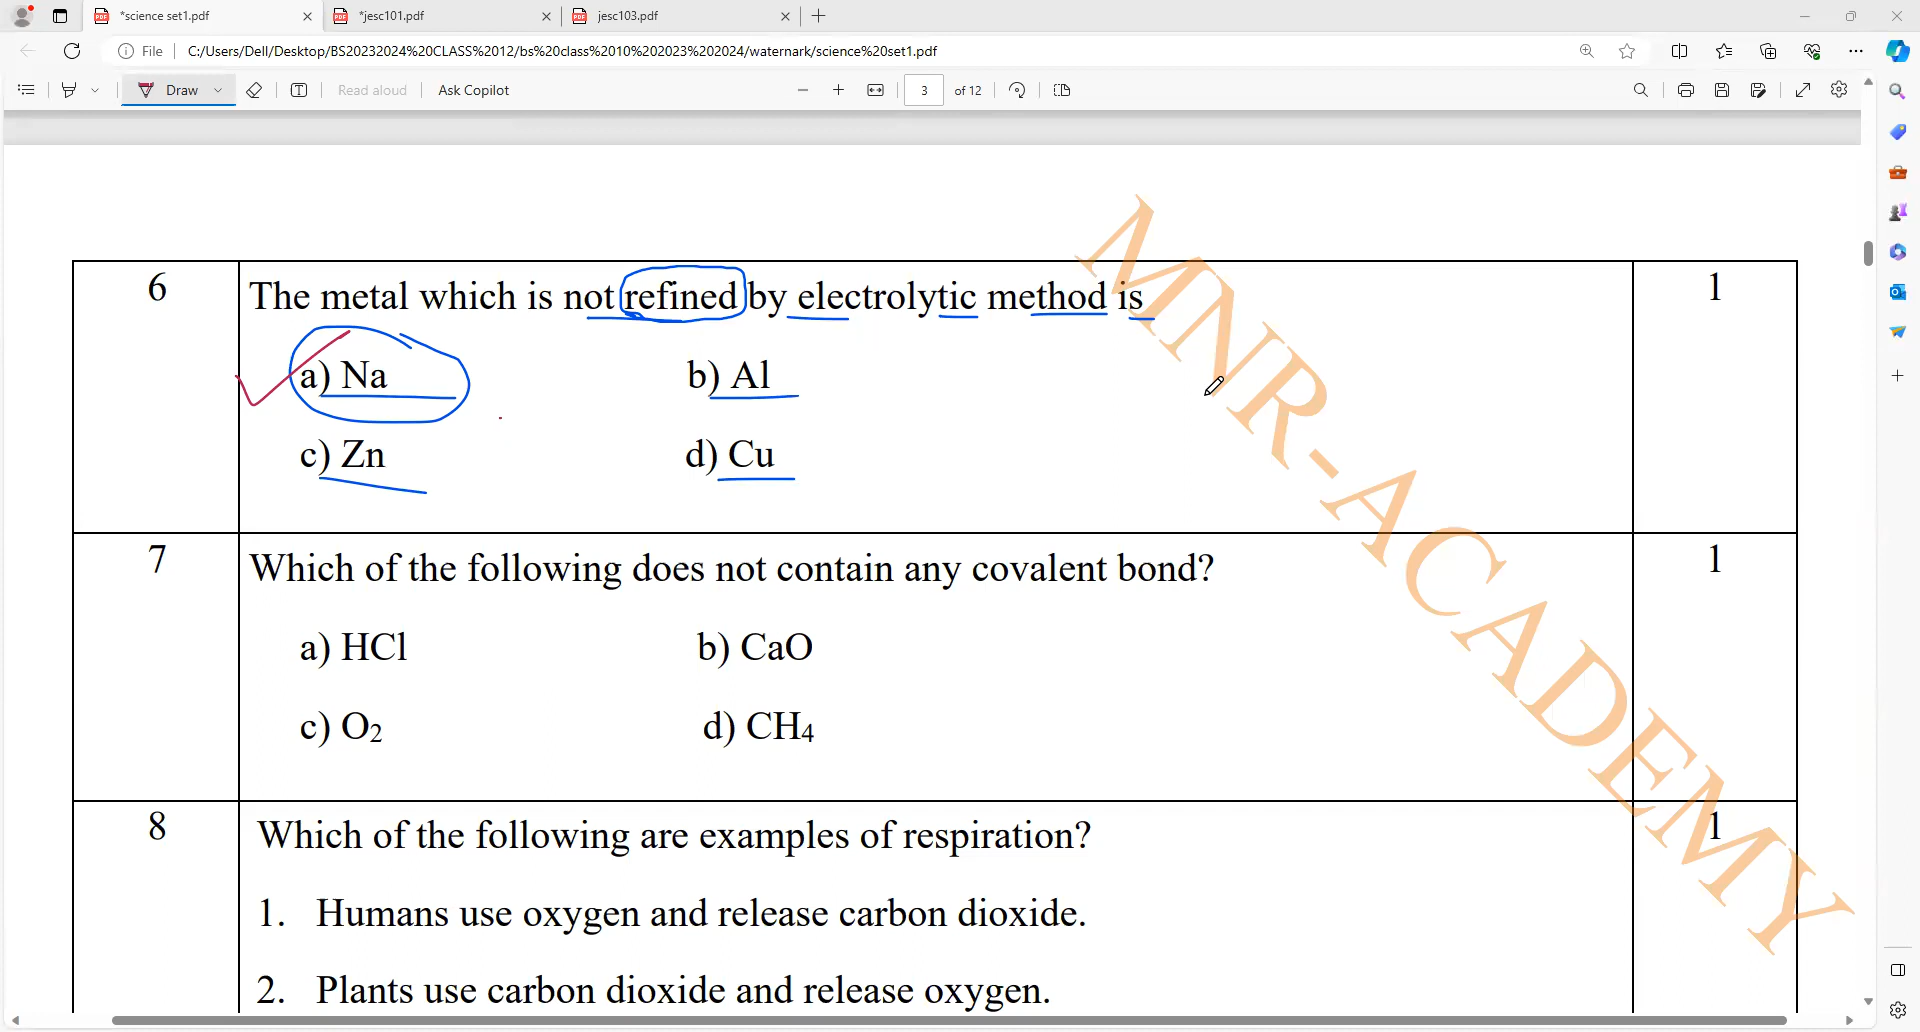 *science set1.pdf
*jesc101.pdf
jesc103.pdf
File
C:/Users/Dell/Desktop/BS20232024%20CLASS%2012/bs%20class%2010%202023%202024/waternark/science%20set1.pdf
Draw
Read aloud
Ask Copilot
3
of 12
6
The metal which is not refined by electrolytic method is
1
a) Na
b) Al
c) Zn
d) Cu
7
Which of the following does not contain any covalent bond?
1
a) HCl
b) CaO
c) O2
d) CH4
8
Which of the following are examples of respiration?
1
1. Humans use oxygen and release carbon dioxide.
2. Plants use carbon dioxide and release oxygen.
MNR-ACADEMY